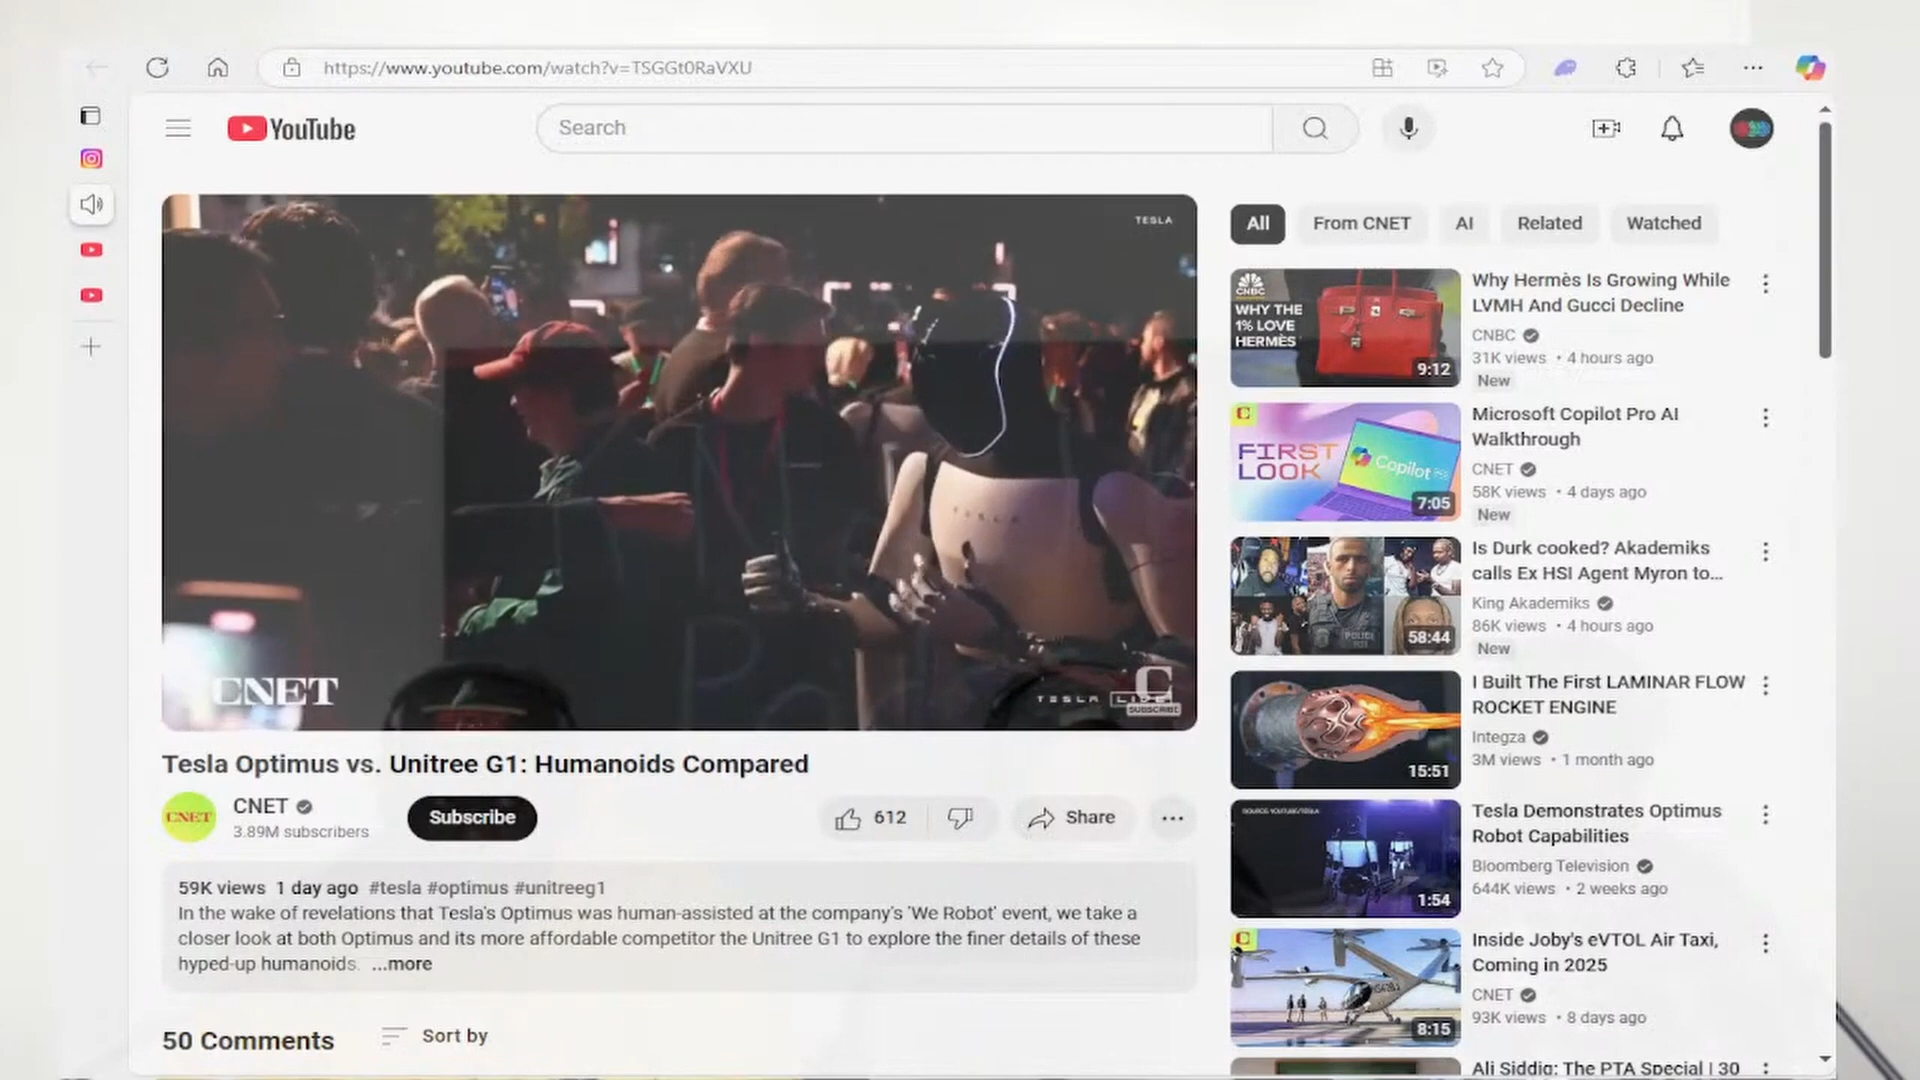 https://www.youtube.com/watch?v=TSGGt0RaVXU
YouTube
Search
TESLA
TESLA
CNET
TESLA
SUBSCRIBE
Tesla Optimus vs. Unitree G1: Humanoids Compared
CNET
CNET
3.89M subscribers
Subscribe
612
Share
59K views 1 day ago #tesla #optimus #unitreeg1
In the wake of revelations that Tesla's Optimus was human-assisted at the company's 'We Robot' event, we take a
closer look at both Optimus and its more affordable competitor the Unitree G1 to explore the finer details of these
hyped-up humanoids. ...more
50 Comments
Sort by
All
From CNET
AI
Related
Watched
CNBC
WHY THE
1% LOVE
HERMÈS
9:12
Why Hermès Is Growing While
LVMH And Gucci Decline
CNBC
31K views • 4 hours ago
New
C
FIRST
LOOK
Copilot
7:05
Microsoft Copilot Pro AI
Walkthrough
CNET
58K views • 4 days ago
New
POLICE
58:44
Is Durk cooked? Akademiks
calls Ex HSI Agent Myron to...
King Akademiks
86K views • 4 hours ago
New
15:51
I Built The First LAMINAR FLOW
ROCKET ENGINE
Integza
3M views • 1 month ago
SOURCE: YOUTUBE/TESLA
1:54
Tesla Demonstrates Optimus
Robot Capabilities
Bloomberg Television
644K views • 2 weeks ago
C
8:15
Inside Joby's eVTOL Air Taxi,
Coming in 2025
CNET
93K views • 8 days ago
Ali Siddiq: The PTA Special | 30